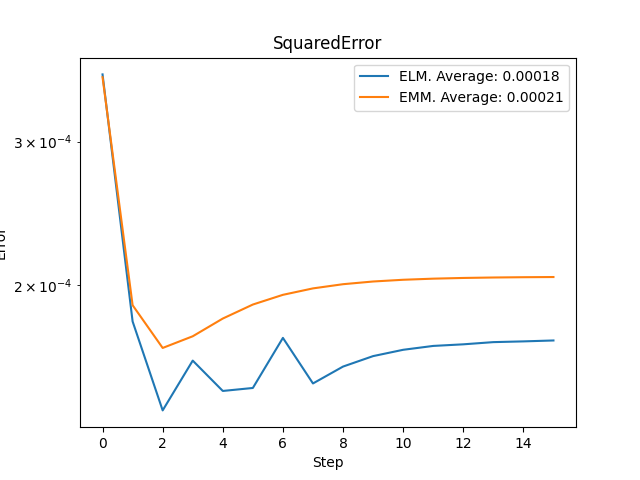 SquaredError
ELM. Average: 0.00018
EMM. Average: 0.00021
3 × 10⁻⁴
2 × 10⁻⁴
0 2 4 6 8 10 12 14
Step